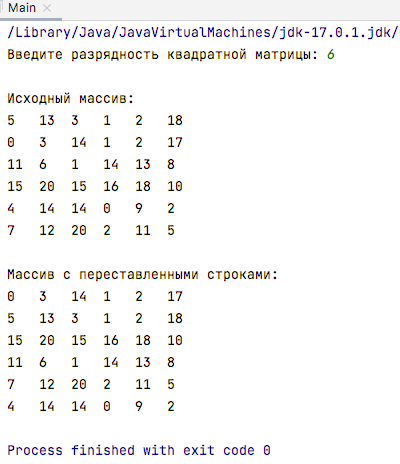 Main ×
/Library/Java/JavaVirtualMachines/jdk-17.0.1.jdk/
Введите разрядность квадратной матрицы: 6
Исходный массив:
5 13 3 1 2 18
0 3 14 1 2 17
11 6 1 14 13 8
15 20 15 16 18 10
4 14 14 0 9 2
7 12 20 2 11 5
Массив с переставленными строками:
0 3 14 1 2 17
5 13 3 1 2 18
15 20 15 16 18 10
11 6 1 14 13 8
7 12 20 2 11 5
4 14 14 0 9 2
Process finished with exit code 0